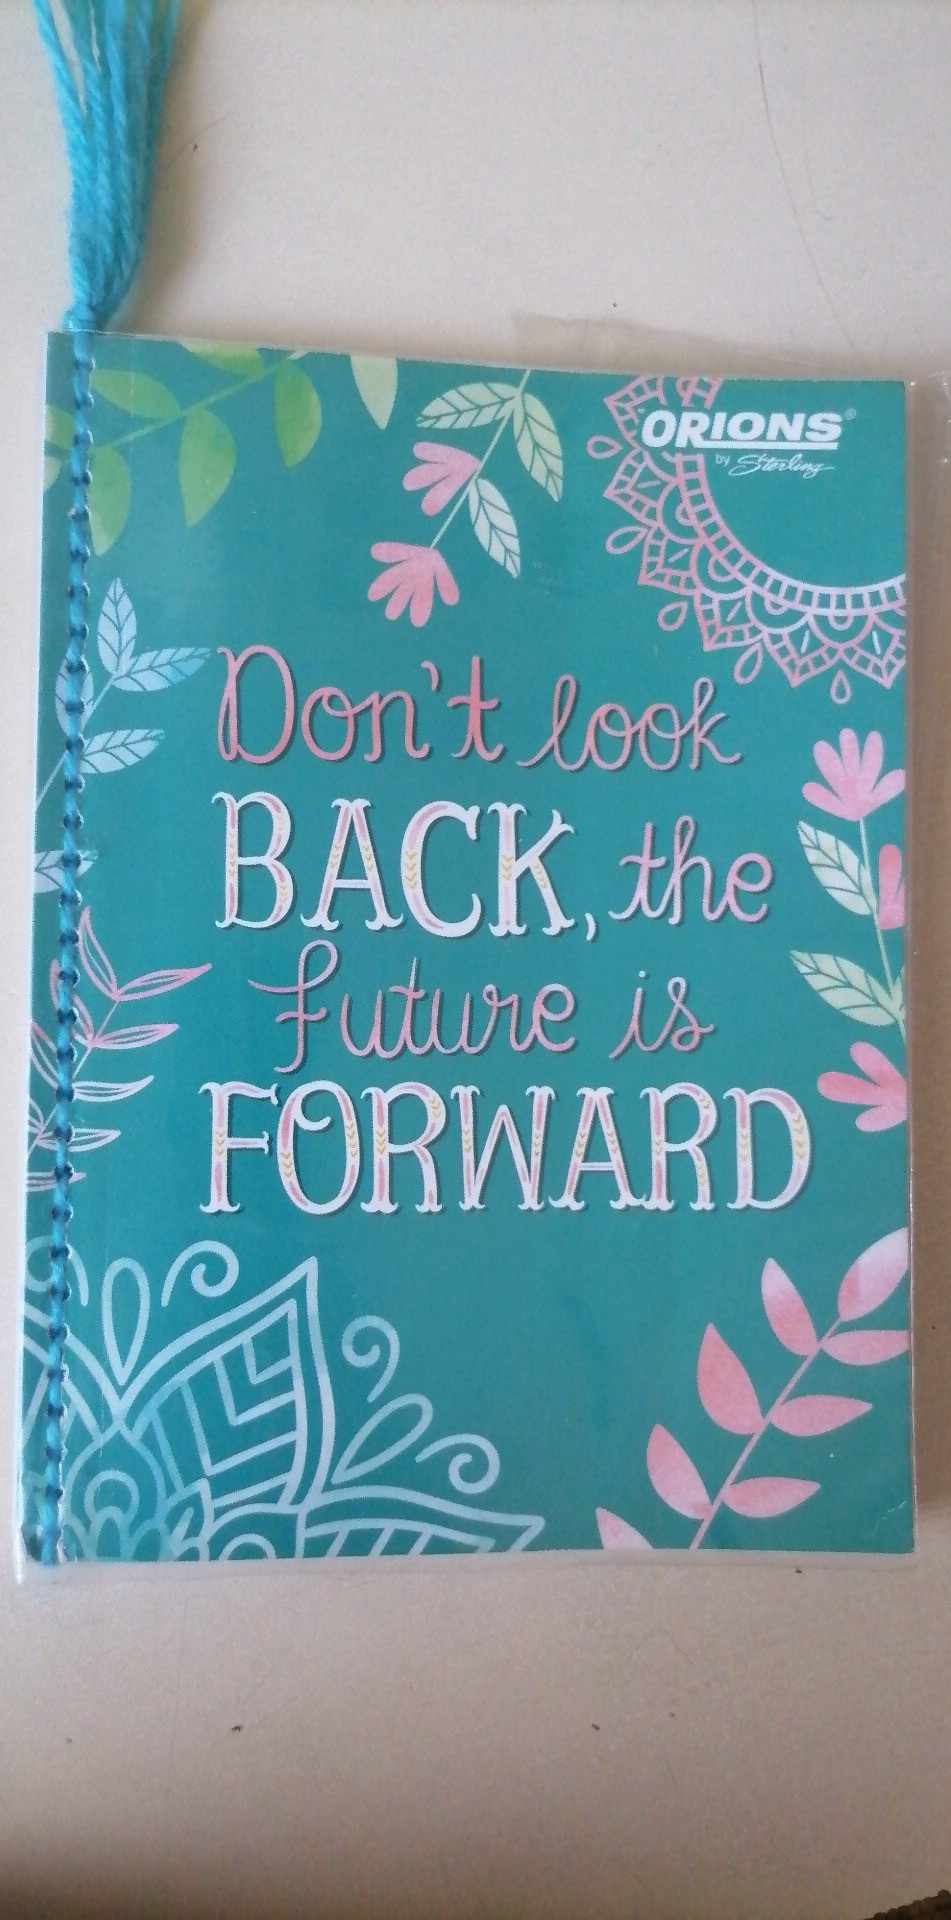 ORIONS®
by Sterling
Don't look
BACK, the
future is
FORWARD